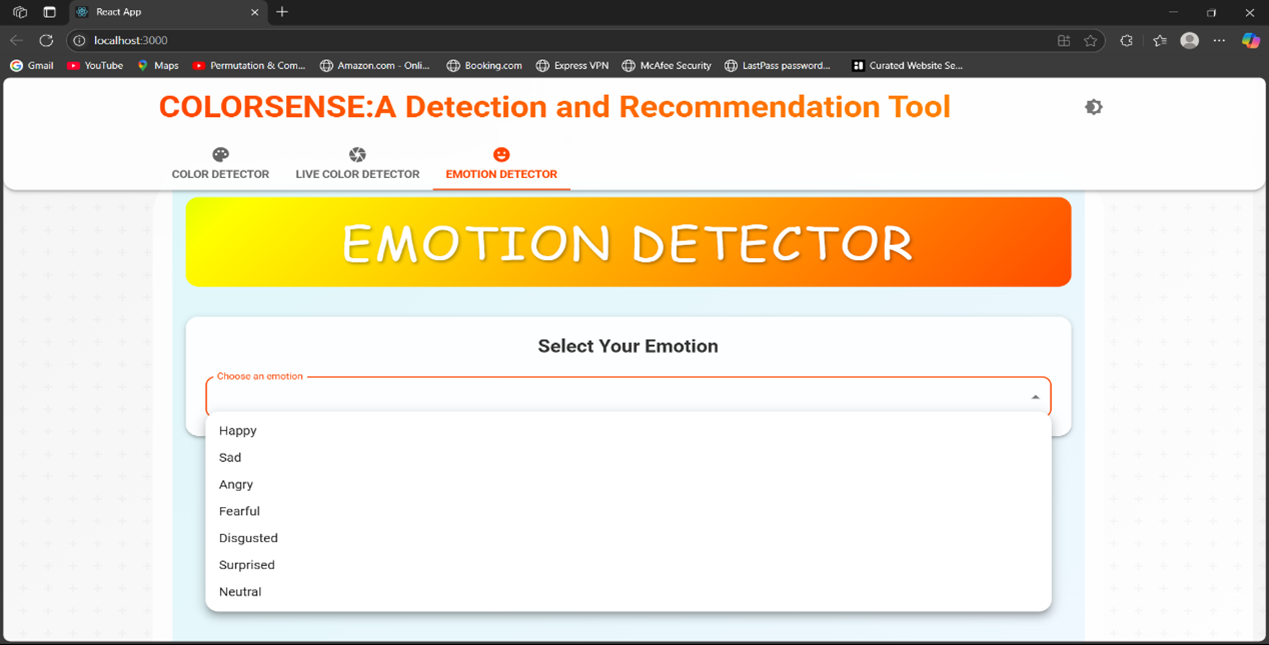 React App
localhost:3000
Gmail YouTube Maps Permutation & Com... Amazon.com - Onli... Booking.com Express VPN McAfee Security LastPass password... Curated Website Se...
COLORSENSE:A Detection and Recommendation Tool
COLOR DETECTOR LIVE COLOR DETECTOR EMOTION DETECTOR
EMOTION DETECTOR
Select Your Emotion
Choose an emotion
Happy
Sad
Angry
Fearful
Disgusted
Surprised
Neutral